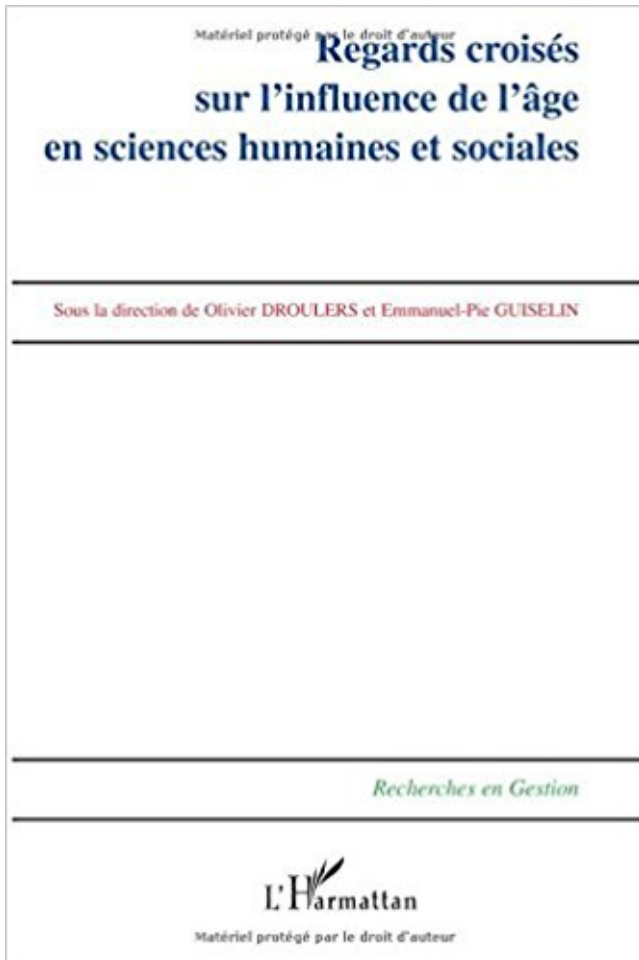 Matériel protégé par le droit d'auteur
Regards croisés
sur l'influence de l'âge
en sciences humaines et sociales
Sous la direction de Olivier DROULERS et Emmanuel-Pie GUISELIN
Recherches en Gestion
L'Harmattan
Matériel protégé par le droit d'auteur